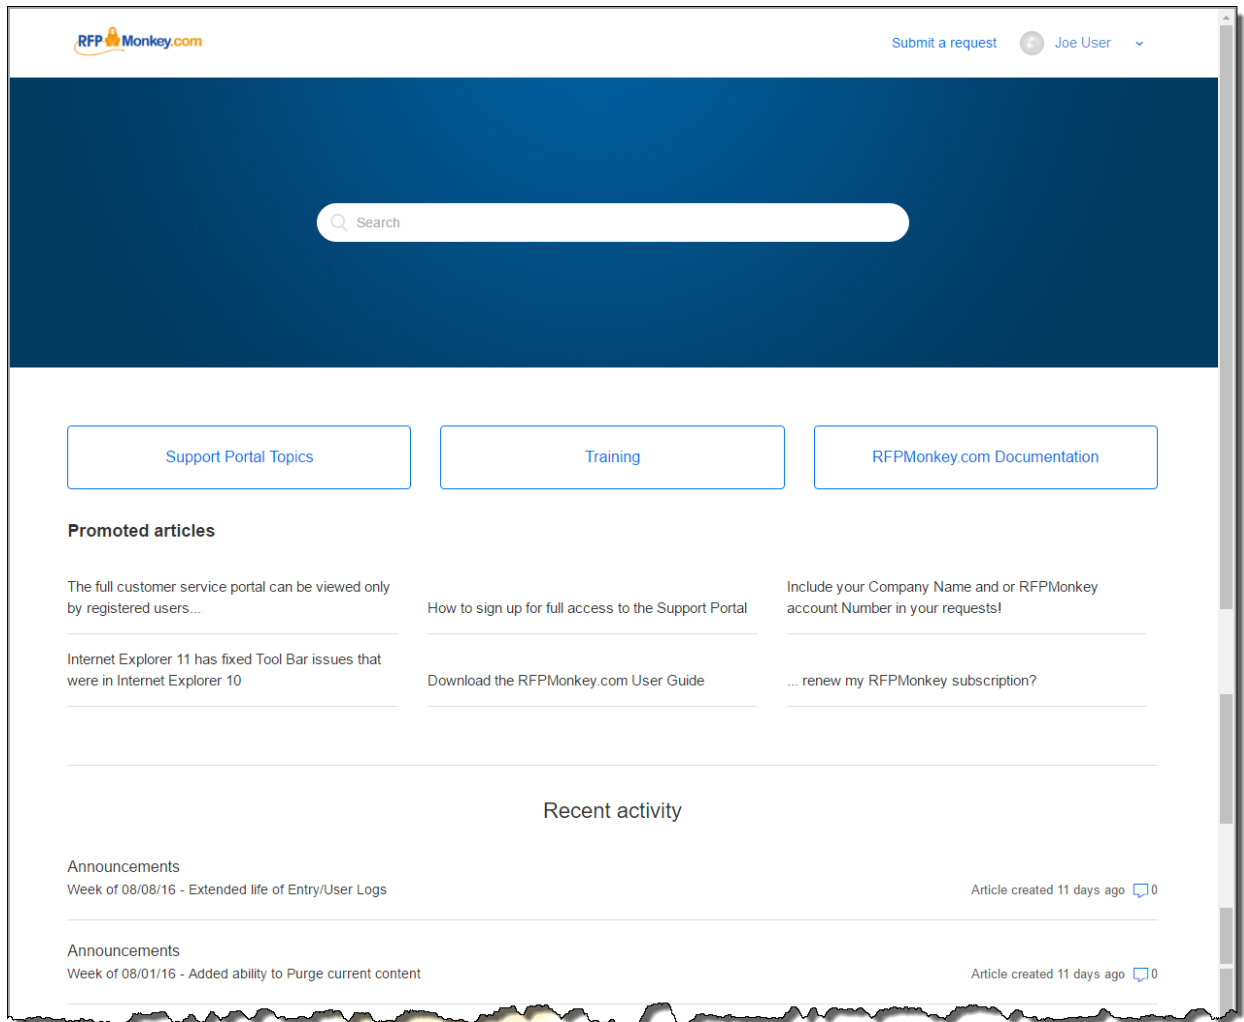 RFP Monkey.com
Submit a request
Joe User
Search
Support Portal Topics
Training
RFPMonkey.com Documentation
Promoted articles
The full customer service portal can be viewed only
by registered users...
How to sign up for full access to the Support Portal
Include your Company Name and or RFPMonkey
account Number in your requests!
Internet Explorer 11 has fixed Tool Bar issues that
were in Internet Explorer 10
Download the RFPMonkey.com User Guide
... renew my RFPMonkey subscription?
Recent activity
Announcements
Week of 08/08/16 - Extended life of Entry/User Logs
Article created 11 days ago 0
Announcements
Week of 08/01/16 - Added ability to Purge current content
Article created 11 days ago 0